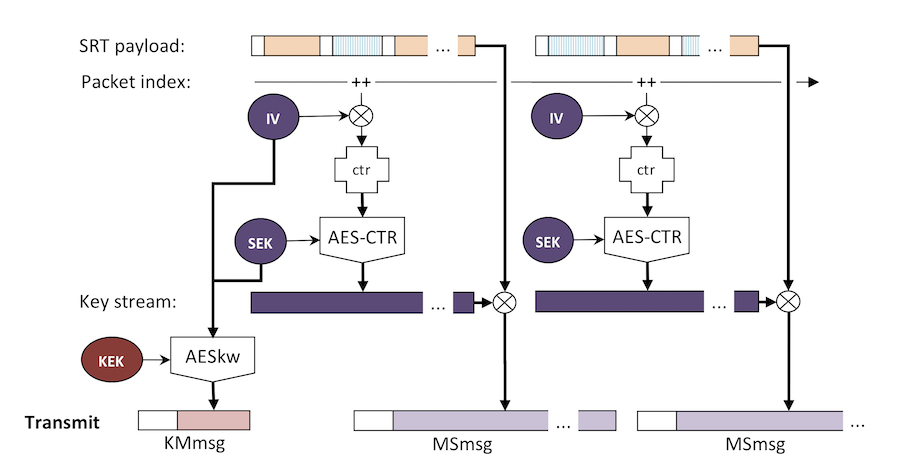 SRT payload:
...
...
Packet index:
++
++
IV
IV
ctr
ctr
SEK
AES-CTR
SEK
AES-CTR
Key stream:
...
...
KEK
AESkw
Transmit
...
...
KMmsg
MSmsg
MSmsg